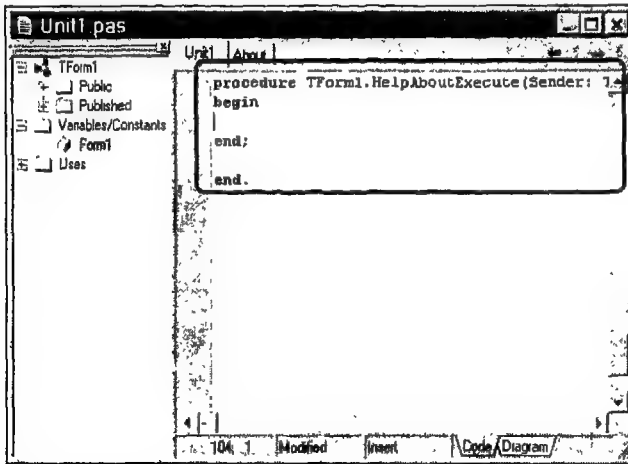 Unit1.pas
TForm1
Public
Published
Variables/Constants
Form1
Uses
Unit1 About
procedure TForm1.HelpAboutExecute(Sender: T
begin
end;
end.
104: 1 Modified Insert Code Diagram